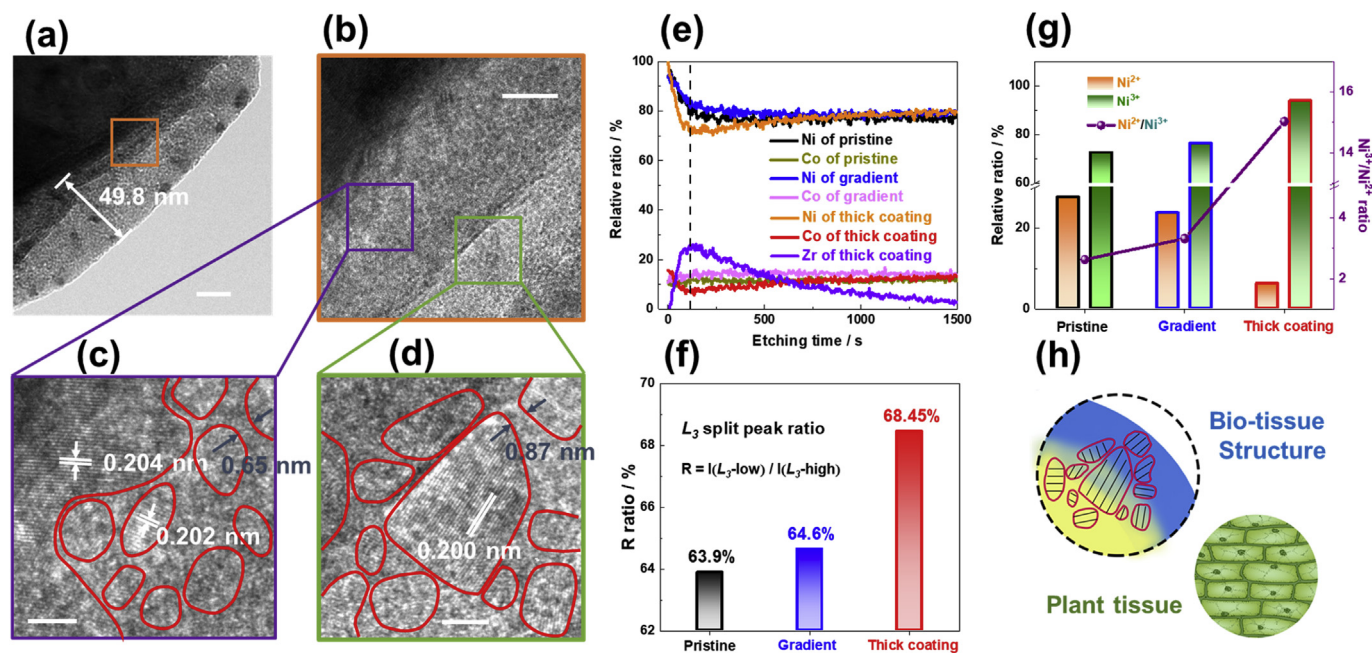 (a)
49.8 nm
(b)
(c)
0.204 nm
0.65 nm
0.202 nm
(d)
0.87 nm
0.200 nm
(e)
Relative ratio / %
100
80
60
40
20
0
Ni of pristine
Co of pristine
Ni of gradient
Co of gradient
Ni of thick coating
Co of thick coating
Zr of thick coating
0
500
1000
1500
Etching time / s
(f)
R ratio / %
70
68
66
64
62
L₃ split peak ratio
R = I(L₃-low) / I(L₃-high)
63.9%
64.6%
68.45%
Pristine
Gradient
Thick coating
(g)
Relative ratio / %
100
80
60
20
0
Ni²⁺
Ni³⁺
Ni²⁺/Ni³⁺
16
14
4
2
Ni³⁺/Ni²⁺ ratio
Pristine
Gradient
Thick coating
(h)
Bio-tissue
Structure
Plant tissue